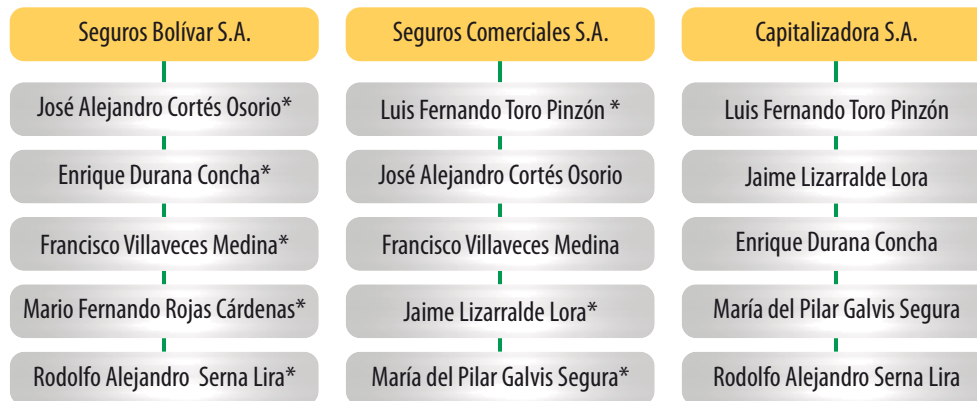 Seguros Bolívar S.A.
José Alejandro Cortés Osorio*
Enrique Durana Concha*
Francisco Villaveces Medina*
Mario Fernando Rojas Cárdenas*
Rodolfo Alejandro Serna Lira*
Seguros Comerciales S.A.
Luis Fernando Toro Pinzón *
José Alejandro Cortés Osorio
Francisco Villaveces Medina
Jaime Lizarralde Lora*
María del Pilar Galvis Segura*
Capitalizadora S.A.
Luis Fernando Toro Pinzón
Jaime Lizarralde Lora
Enrique Durana Concha
María del Pilar Galvis Segura
Rodolfo Alejandro Serna Lira